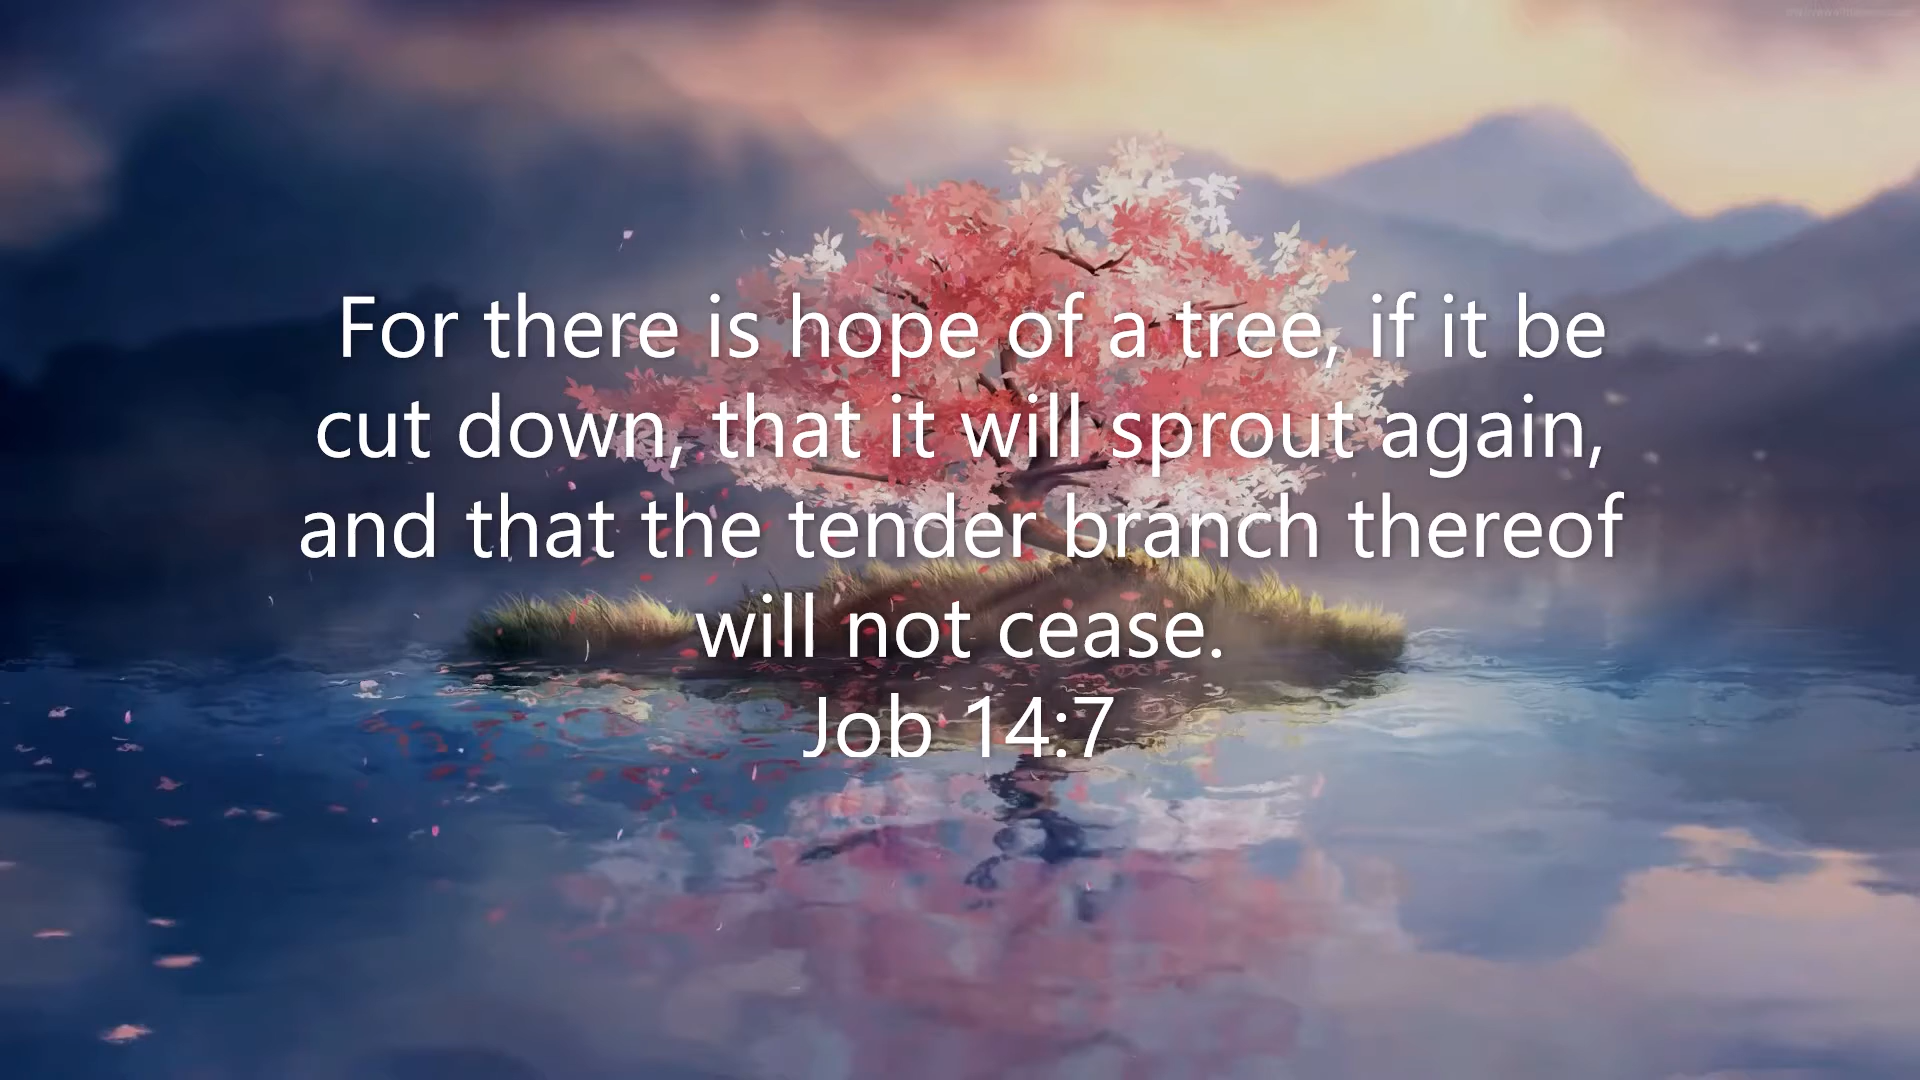 For there is hope of a tree, if it be
cut down, that it will sprout again,
and that the tender branch thereof
will not cease.
Job 14:7